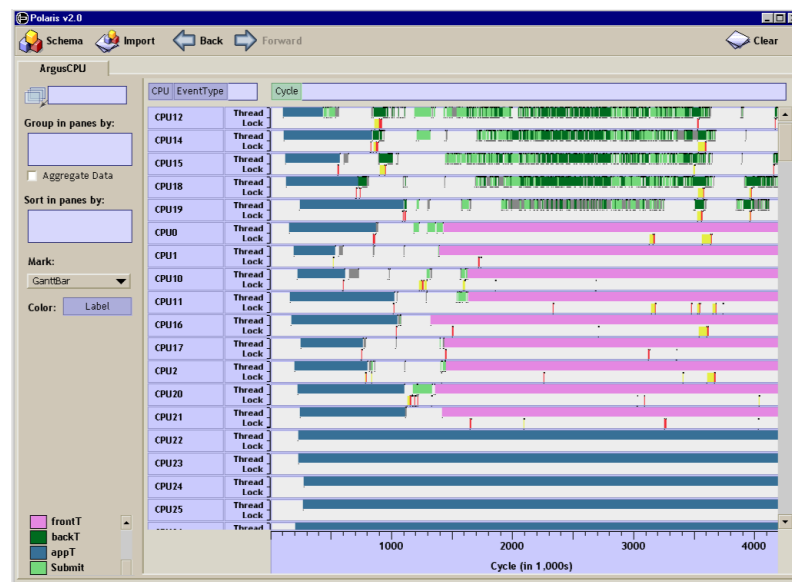 Polaris v2.0
Schema Import Back Forward Clear
ArgusCPU
CPU EventType Cycle
Group in panes by:
Aggregate Data
Sort in panes by:
Mark:
GanttBar
Color: Label
CPU12 Thread
Lock
CPU14 Thread
Lock
CPU15 Thread
Lock
CPU18 Thread
Lock
CPU19 Thread
Lock
CPU0 Thread
Lock
CPU1 Thread
Lock
CPU10 Thread
Lock
CPU11 Thread
Lock
CPU16 Thread
Lock
CPU17 Thread
Lock
CPU2 Thread
Lock
CPU20 Thread
Lock
CPU21 Thread
Lock
CPU22 Thread
Lock
CPU23 Thread
Lock
CPU24 Thread
Lock
CPU25 Thread
Lock
Thread
frontT
backT
appT
Submit
1000 2000 3000 4000
Cycle (in 1,000s)